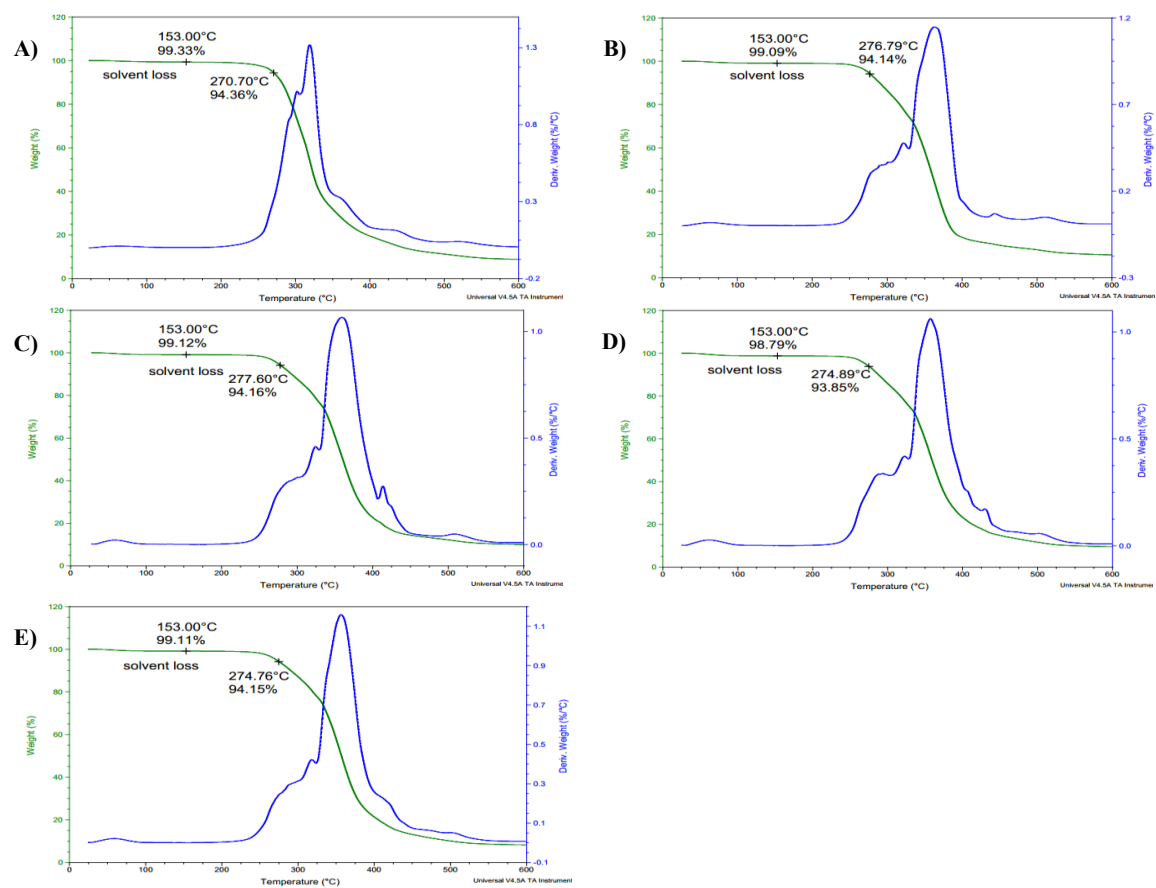 A)
120
100
80
60
40
20
0
Weight (%)
153.00°C
99.33%
solvent loss
270.70°C
94.36%
1.3
0.8
0.3
-0.2
Deriv. Weight (%/°C)
0 100 200 300 400 500 600
Temperature (°C)
Universal V4.5A TA Instrument
B)
120
100
80
60
40
20
0
Weight (%)
153.00°C
99.09%
solvent loss
276.79°C
94.14%
1.2
0.7
0.2
-0.3
Deriv. Weight (%/°C)
0 100 200 300 400 500 600
Temperature (°C)
Universal V4.5A TA Instrument
C)
120
100
80
60
40
20
0
Weight (%)
153.00°C
99.12%
solvent loss
277.60°C
94.16%
1.0
0.5
0.0
Deriv. Weight (%/°C)
0 100 200 300 400 500 600
Temperature (°C)
Universal V4.5A TA Instrume
D)
120
100
80
60
40
20
0
Weight (%)
153.00°C
98.79%
solvent loss
274.89°C
93.85%
1.0
0.5
0.0
Deriv. Weight (%/°C)
0 100 200 300 400 500 600
Temperature (°C)
Universal V4.5A TA Instrument
E)
120
100
80
60
40
20
0
Weight (%)
153.00°C
99.11%
solvent loss
274.76°C
94.15%
1.1
0.9
0.7
0.5
0.3
0.1
-0.1
Deriv. Weight (%/°C)
0 100 200 300 400 500 600
Temperature (°C)
Universal V4.5A TA Instrument